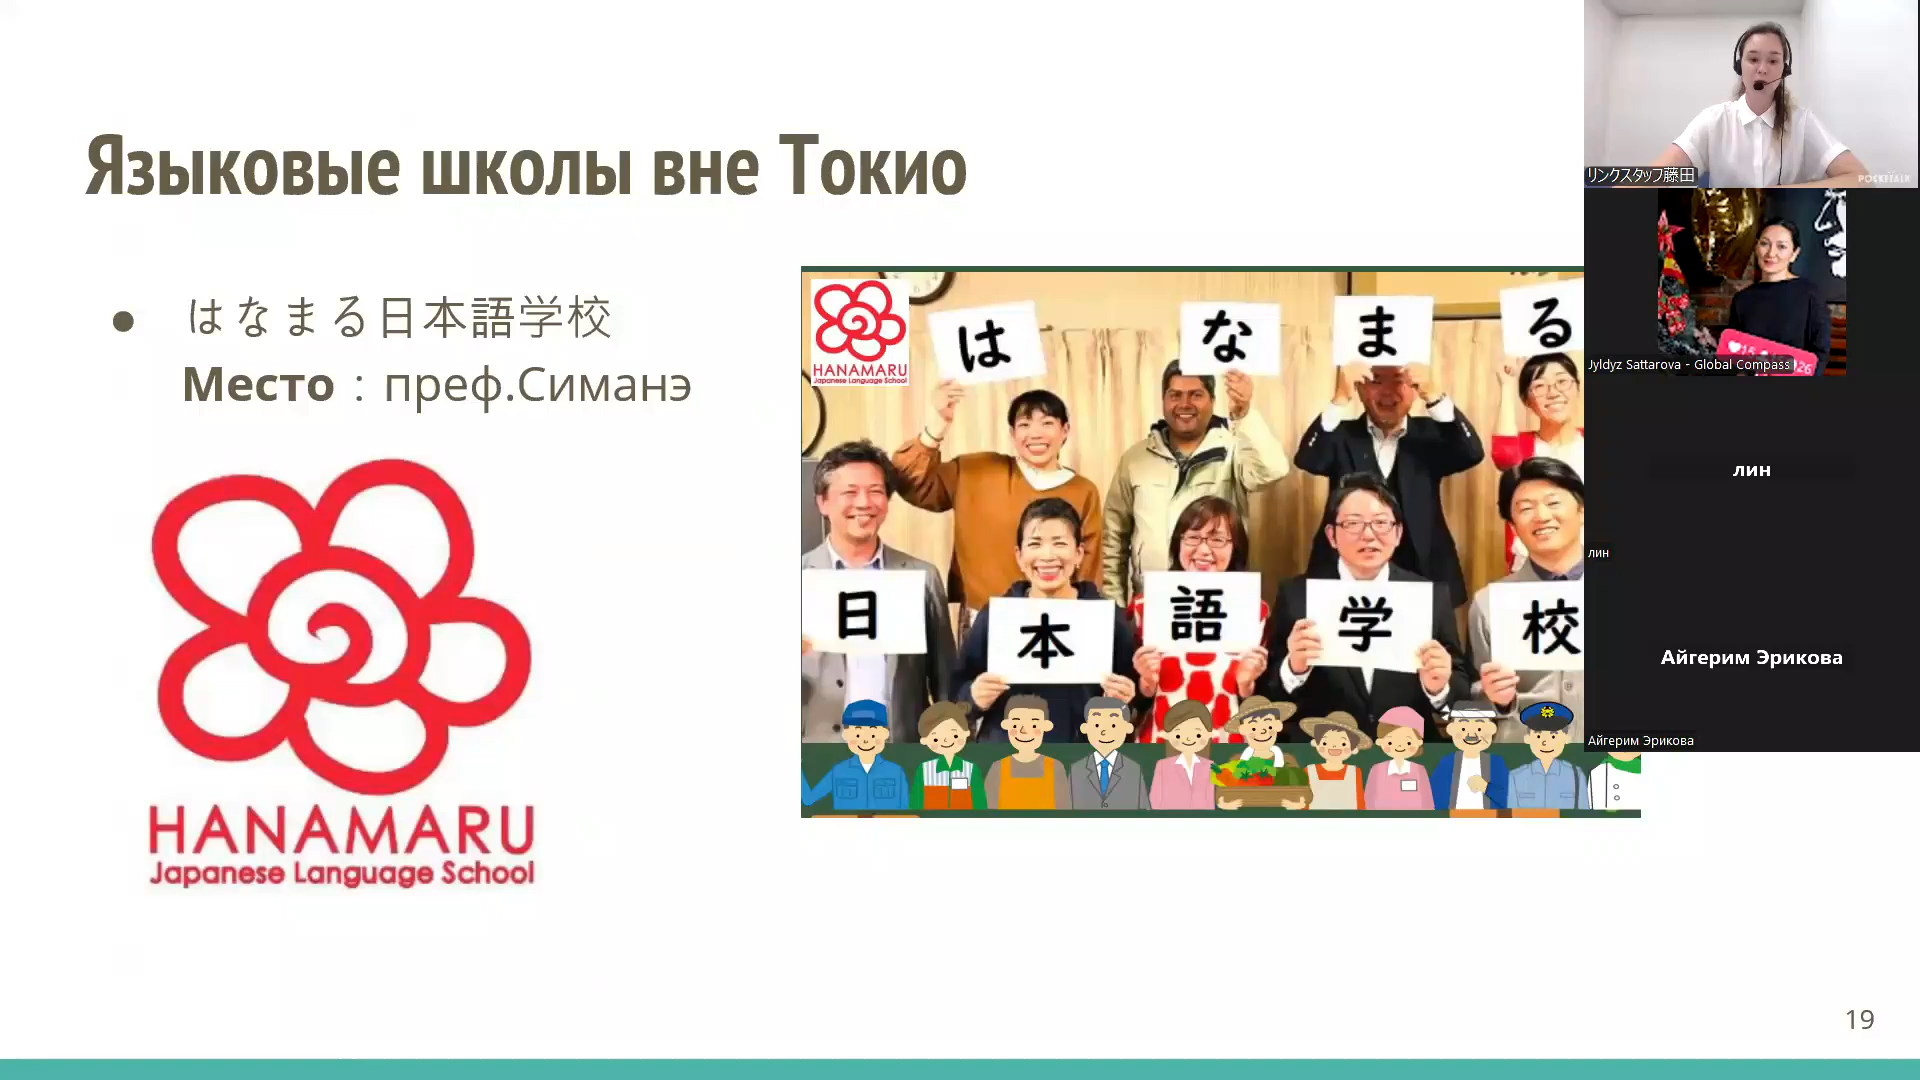 Языковые школы вне Токио
● はなまる日本語学校
Место：преф.Симанэ
HANAMARU
Japanese Language School
HANAMARU
Japanese Language School
は な ま る
日 本 語 学 校
リンクスタッフ藤田
POCKETALK
Jyldyz Sattarova - Global Compass
лин
лин
Айгерим Эрикова
Айгерим Эрикова
19